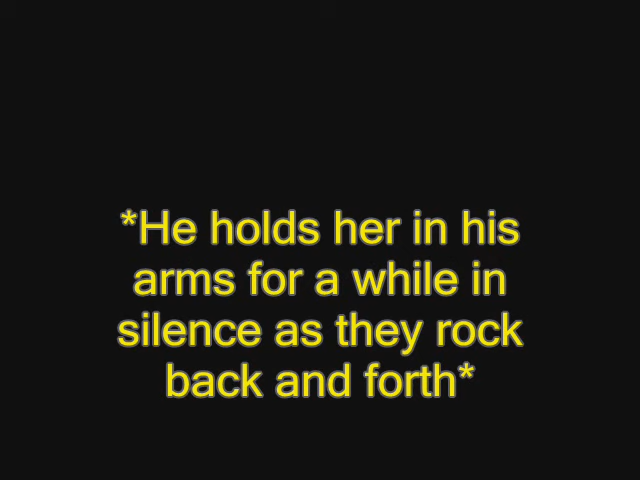 *He holds her in his
arms for a while in
silence as they rock
back and forth*